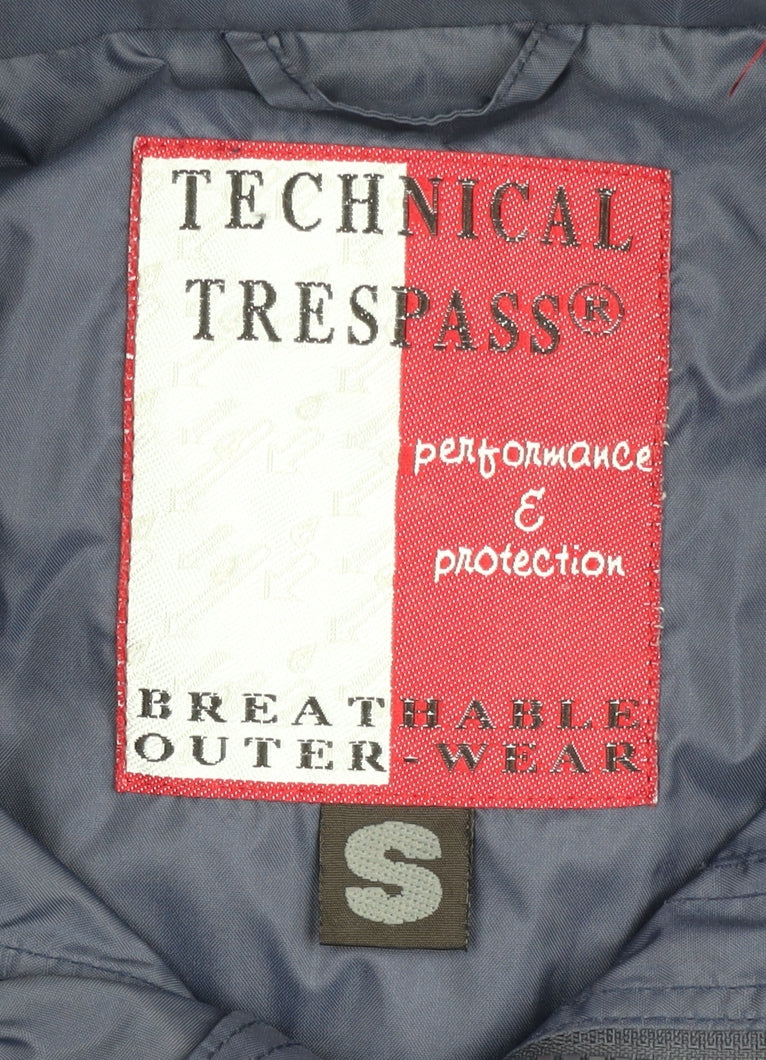 TECHNICAL
TRESPASS®
performance
&
protection
BREATHABLE
OUTER-WEAR
S